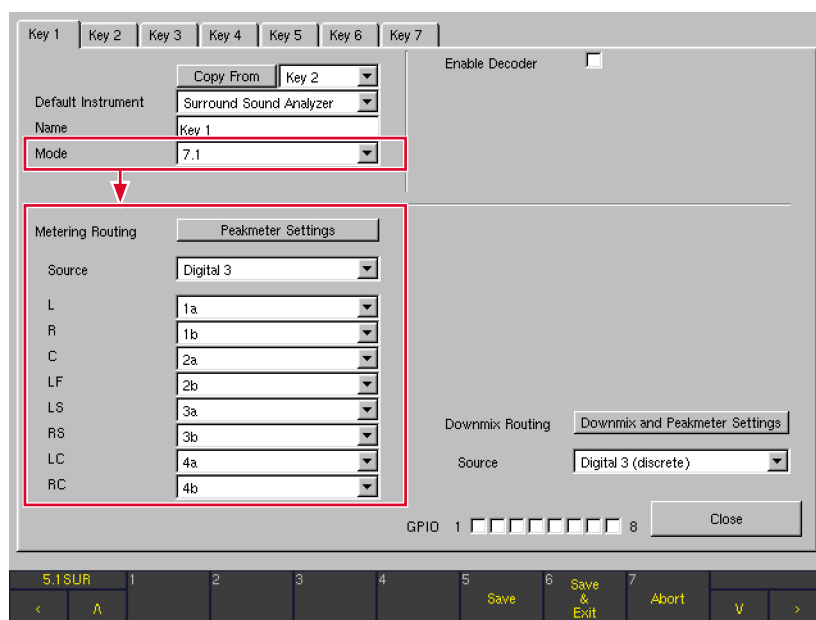 Key 1 Key 2 Key 3 Key 4 Key 5 Key 6 Key 7
Copy From Key 2
Default Instrument Surround Sound Analyzer
Name Key 1
Mode 7.1
Enable Decoder
Metering Routing Peakmeter Settings
Source Digital 3
L 1a
R 1b
C 2a
LF 2b
LS 3a
RS 3b
LC 4a
RC 4b
Downmix Routing Downmix and Peakmeter Settings
Source Digital 3 (discrete)
GPIO 1 8 Close
5.1SUR 1 2 3 4 5 Save 6 Save & Exit 7 Abort
< Λ V >